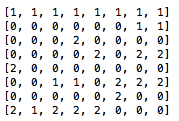 [1, 1, 1, 1, 1, 1, 1, 1]
[0, 0, 0, 0, 0, 0, 1, 1]
[0, 0, 0, 2, 0, 0, 0, 0]
[0, 0, 0, 0, 2, 0, 2, 2]
[2, 0, 0, 0, 0, 0, 0, 0]
[0, 0, 1, 1, 0, 2, 2, 2]
[0, 0, 0, 0, 0, 2, 0, 0]
[2, 1, 2, 2, 2, 0, 0, 0]